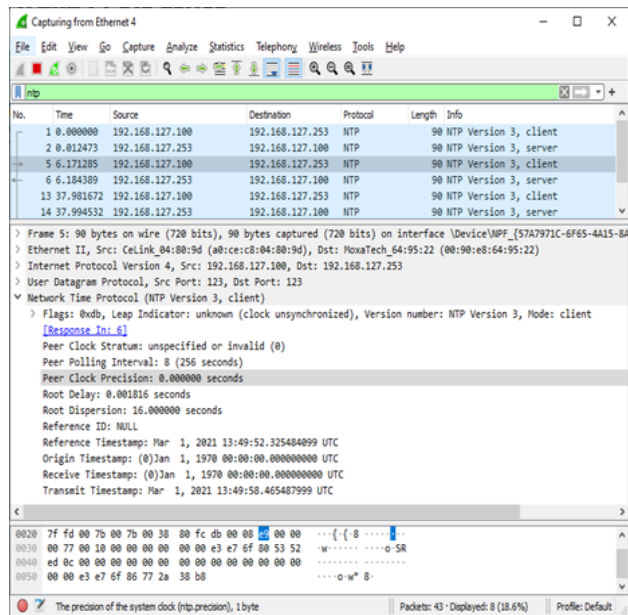 Capturing from Ethernet 4
File Edit View Go Capture Analyze Statistics Telephony Wireless Tools Help
ntp
No. Time Source Destination Protocol Length Info
1 0.000000 192.168.127.100 192.168.127.253 NTP 90 NTP Version 3, client
2 0.012473 192.168.127.253 192.168.127.100 NTP 90 NTP Version 3, server
5 6.171285 192.168.127.100 192.168.127.253 NTP 90 NTP Version 3, client
6 6.184389 192.168.127.253 192.168.127.100 NTP 90 NTP Version 3, server
13 37.981672 192.168.127.100 192.168.127.253 NTP 90 NTP Version 3, client
14 37.994532 192.168.127.253 192.168.127.100 NTP 90 NTP Version 3, server
Frame 5: 90 bytes on wire (720 bits), 90 bytes captured (720 bits) on interface \Device\NPF_{57A7971C-6F65-4A15-8A
Ethernet II, Src: CeLink_04:80:9d (a0:ce:c8:04:80:9d), Dst: MoxaTech_64:95:22 (00:90:e8:64:95:22)
Internet Protocol Version 4, Src: 192.168.127.100, Dst: 192.168.127.253
User Datagram Protocol, Src Port: 123, Dst Port: 123
Network Time Protocol (NTP Version 3, client)
Flags: 0xdb, Leap Indicator: unknown (clock unsynchronized), Version number: NTP Version 3, Mode: client
[Response In: 6]
Peer Clock Stratum: unspecified or invalid (0)
Peer Polling Interval: 8 (256 seconds)
Peer Clock Precision: 0.000000 seconds
Root Delay: 0.001816 seconds
Root Dispersion: 16.000000 seconds
Reference ID: NULL
Reference Timestamp: Mar 1, 2021 13:49:52.325484099 UTC
Origin Timestamp: (0)Jan 1, 1970 00:00:00.000000000 UTC
Receive Timestamp: (0)Jan 1, 1970 00:00:00.000000000 UTC
Transmit Timestamp: Mar 1, 2021 13:49:58.465487999 UTC
0020 7f fd 00 7b 00 7b 00 38 80 fc db 00 08 e9 00 00 ···{·{·8 ········
0030 00 77 00 10 00 00 00 00 00 00 e3 e7 6f 80 53 52 ·w······ ····o·SR
0040 ed 0c 00 00 00 00 00 00 00 00 00 00 00 00 00 00 ········ ········
0050 00 00 e3 e7 6f 86 77 2a 38 b8 ····o·w* 8·
The precision of the system clock (ntp.precision), 1 byte Packets: 43 · Displayed: 8 (18.6%) Profile: Default